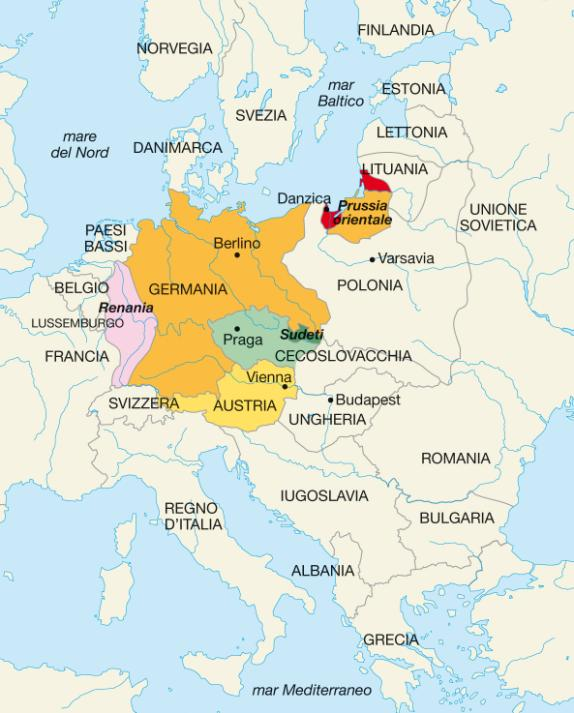 FINLANDIA
NORVEGIA
mar
Baltico
ESTONIA
SVEZIA
LETTONIA
mare
del Nord
DANIMARCA
LITUANIA
Danzica
Prussia
orientale
UNIONE
SOVIETICA
PAESI
BASSI
Berlino
Varsavia
BELGIO
GERMANIA
POLONIA
Renania
LUSSEMBURGO
Praga
Sudeti
FRANCIA
CECOSLOVACCHIA
Vienna
SVIZZERA
AUSTRIA
Budapest
UNGHERIA
ROMANIA
IUGOSLAVIA
REGNO
D'ITALIA
BULGARIA
ALBANIA
GRECIA
mar Mediterraneo